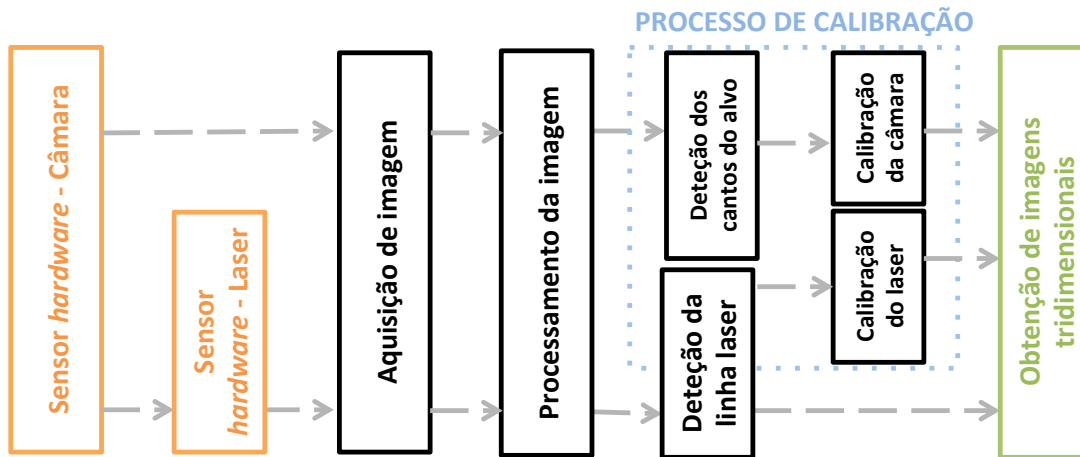 PROCESSO DE CALIBRAÇÃO
Sensor hardware - Câmara
Sensor
hardware - Laser
Aquisição de imagem
Processamento da imagem
Deteção dos
cantos do alvo
Calibração
da câmara
Deteção da
linha laser
Calibração
do laser
Obtenção de imagens
tridimensionais